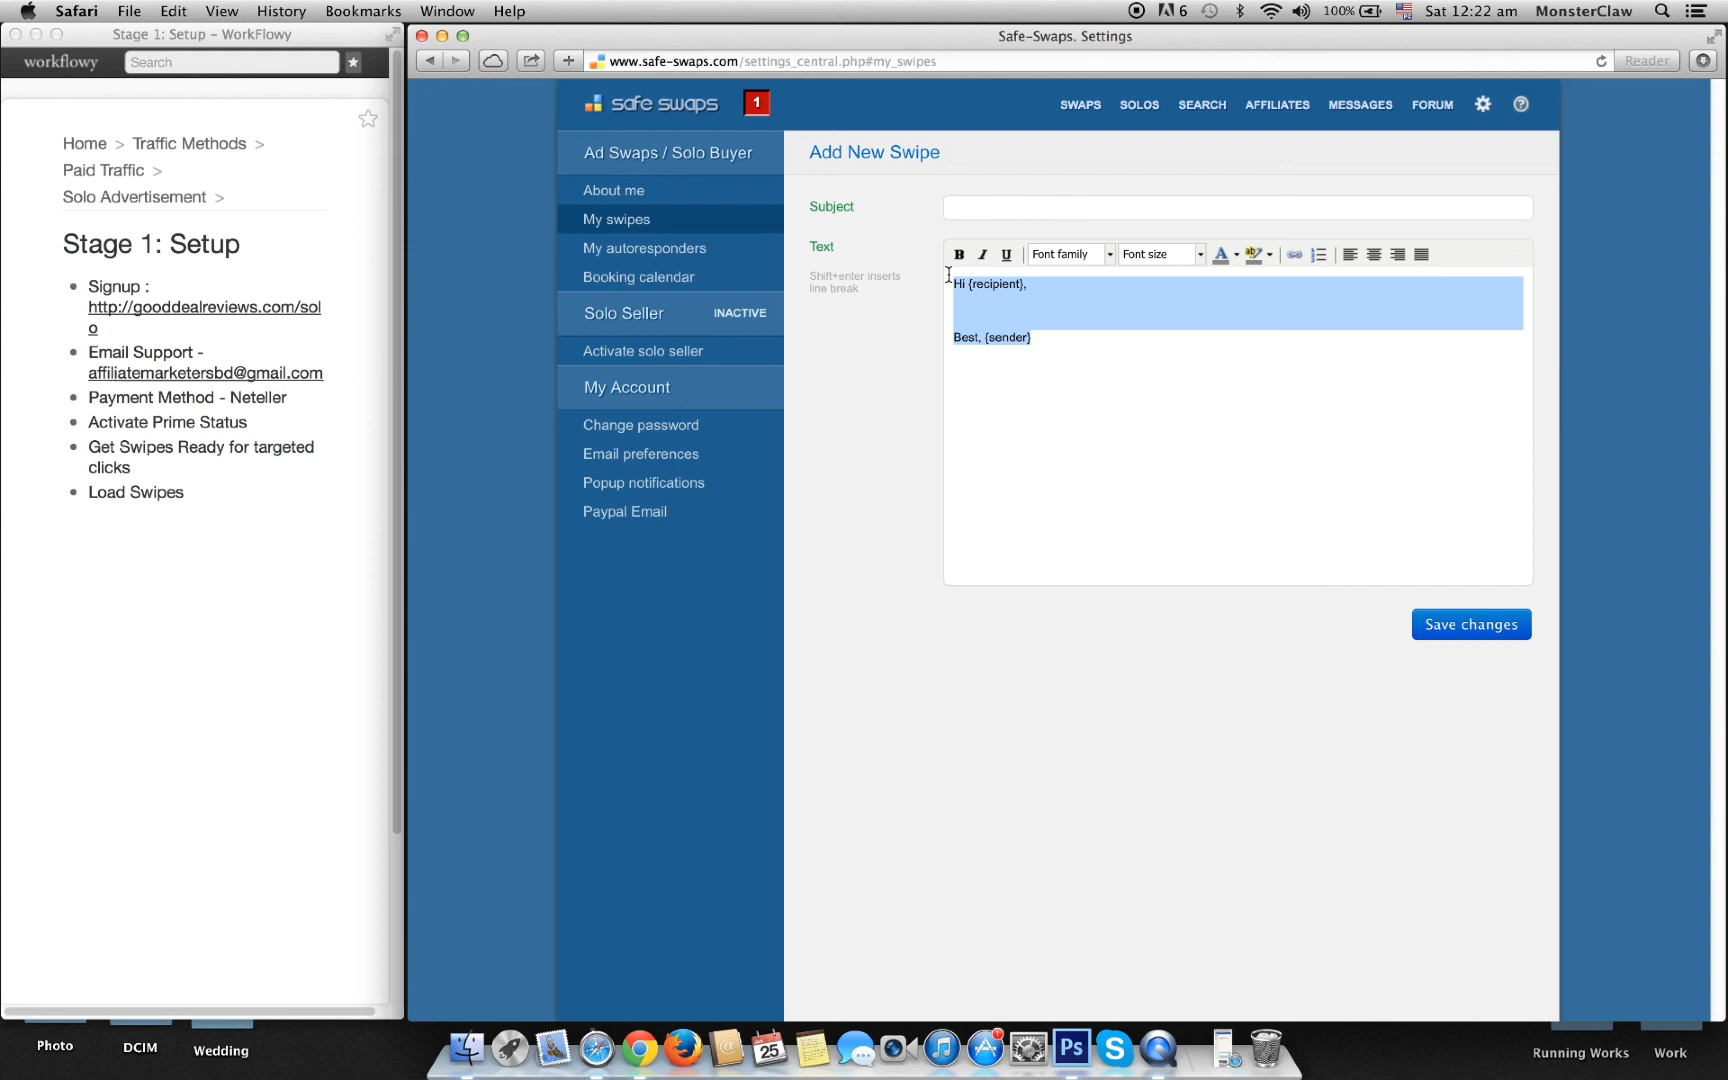 Safari File Edit View History Bookmarks Window Help
6 100% Sat 12:22 am MonsterClaw
Stage 1: Setup - WorkFlowy
workflowy Search
Home > Traffic Methods >
Paid Traffic >
Solo Advertisement >
Stage 1: Setup
Signup :
http://gooddealreviews.com/sol
o
Email Support -
affiliatemarketersbd@gmail.com
Payment Method - Neteller
Activate Prime Status
Get Swipes Ready for targeted
clicks
Load Swipes
Safe-Swaps. Settings
www.safe-swaps.com/settings_central.php#my_swipes
Reader
safe swaps 1
SWAPS SOLOS SEARCH AFFILIATES MESSAGES FORUM
Ad Swaps / Solo Buyer
About me
My swipes
My autoresponders
Booking calendar
Solo Seller INACTIVE
Activate solo seller
My Account
Change password
Email preferences
Popup notifications
Paypal Email
Add New Swipe
Subject
Text
Shift+enter inserts
line break
B I U Font family Font size A ab
Hi {recipient},
Best, {sender}
Save changes
Photo DCIM Wedding
25 Ps
Running Works Work